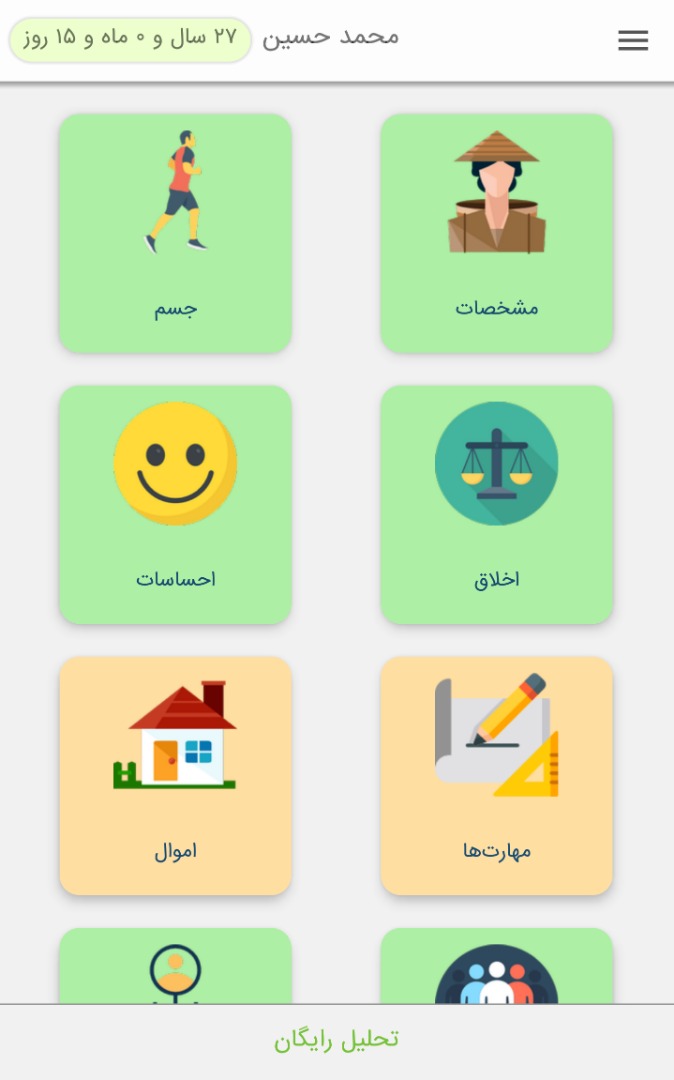 محمد حسین
۲۷ سال و ۰ ماه و ۱۵ روز
مشخصات
جسم
اخلاق
احساسات
مهارت‌ها
اموال
تحلیل رایگان